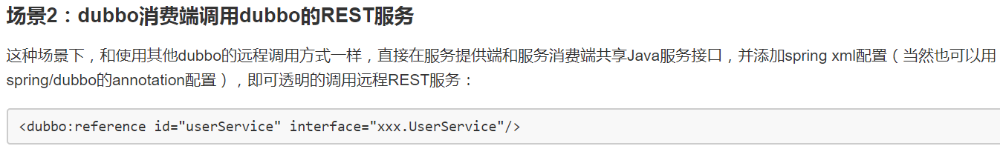 场景2：dubbo消费端调用dubbo的REST服务
这种场景下，和使用其他dubbo的远程调用方式一样，直接在服务提供端和服务消费端共享Java服务接口，并添加spring xml配置（当然也可以用
spring/dubbo的annotation配置），即可透明的调用远程REST服务：
<dubbo:reference id="userService" interface="xxx.UserService"/>